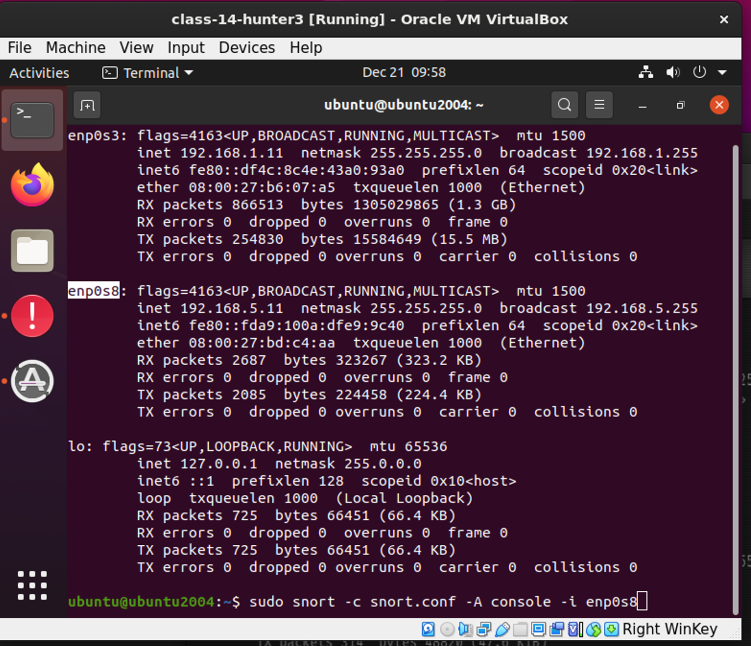 class-14-hunter3 [Running] - Oracle VM VirtualBox
File Machine View Input Devices Help
Activities Terminal Dec 21 09:58
ubuntu@ubuntu2004: ~
enp0s3: flags=4163<UP,BROADCAST,RUNNING,MULTICAST> mtu 1500
inet 192.168.1.11 netmask 255.255.255.0 broadcast 192.168.1.255
inet6 fe80::df4c:8c4e:43a0:93a0 prefixlen 64 scopeid 0x20<link>
ether 08:00:27:b6:07:a5 txqueuelen 1000 (Ethernet)
RX packets 866513 bytes 1305029865 (1.3 GB)
RX errors 0 dropped 0 overruns 0 frame 0
TX packets 254830 bytes 15584649 (15.5 MB)
TX errors 0 dropped 0 overruns 0 carrier 0 collisions 0
enp0s8: flags=4163<UP,BROADCAST,RUNNING,MULTICAST> mtu 1500
inet 192.168.5.11 netmask 255.255.255.0 broadcast 192.168.5.255
inet6 fe80::fda9:100a:dfe9:9c40 prefixlen 64 scopeid 0x20<link>
ether 08:00:27:bd:c4:aa txqueuelen 1000 (Ethernet)
RX packets 2687 bytes 323267 (323.2 KB)
RX errors 0 dropped 0 overruns 0 frame 0
TX packets 2085 bytes 224458 (224.4 KB)
TX errors 0 dropped 0 overruns 0 carrier 0 collisions 0
lo: flags=73<UP,LOOPBACK,RUNNING> mtu 65536
inet 127.0.0.1 netmask 255.0.0.0
inet6 ::1 prefixlen 128 scopeid 0x10<host>
loop txqueuelen 1000 (Local Loopback)
RX packets 725 bytes 66451 (66.4 KB)
RX errors 0 dropped 0 overruns 0 frame 0
TX packets 725 bytes 66451 (66.4 KB)
TX errors 0 dropped 0 overruns 0 carrier 0 collisions 0
ubuntu@ubuntu2004:~$ sudo snort -c snort.conf -A console -i enp0s8
Right WinKey